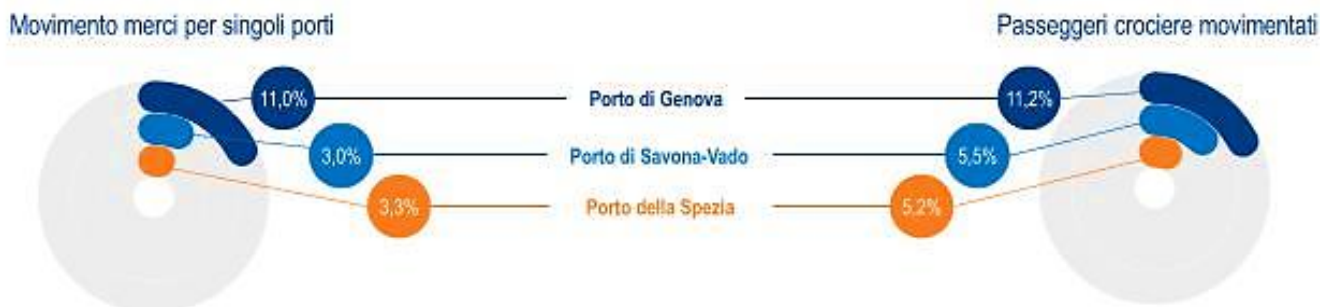 Movimento merci per singoli porti
Passeggeri crociere movimentati
11,0% Porto di Genova 11,2%
3,0% Porto di Savona-Vado 5,5%
3,3% Porto della Spezia 5,2%